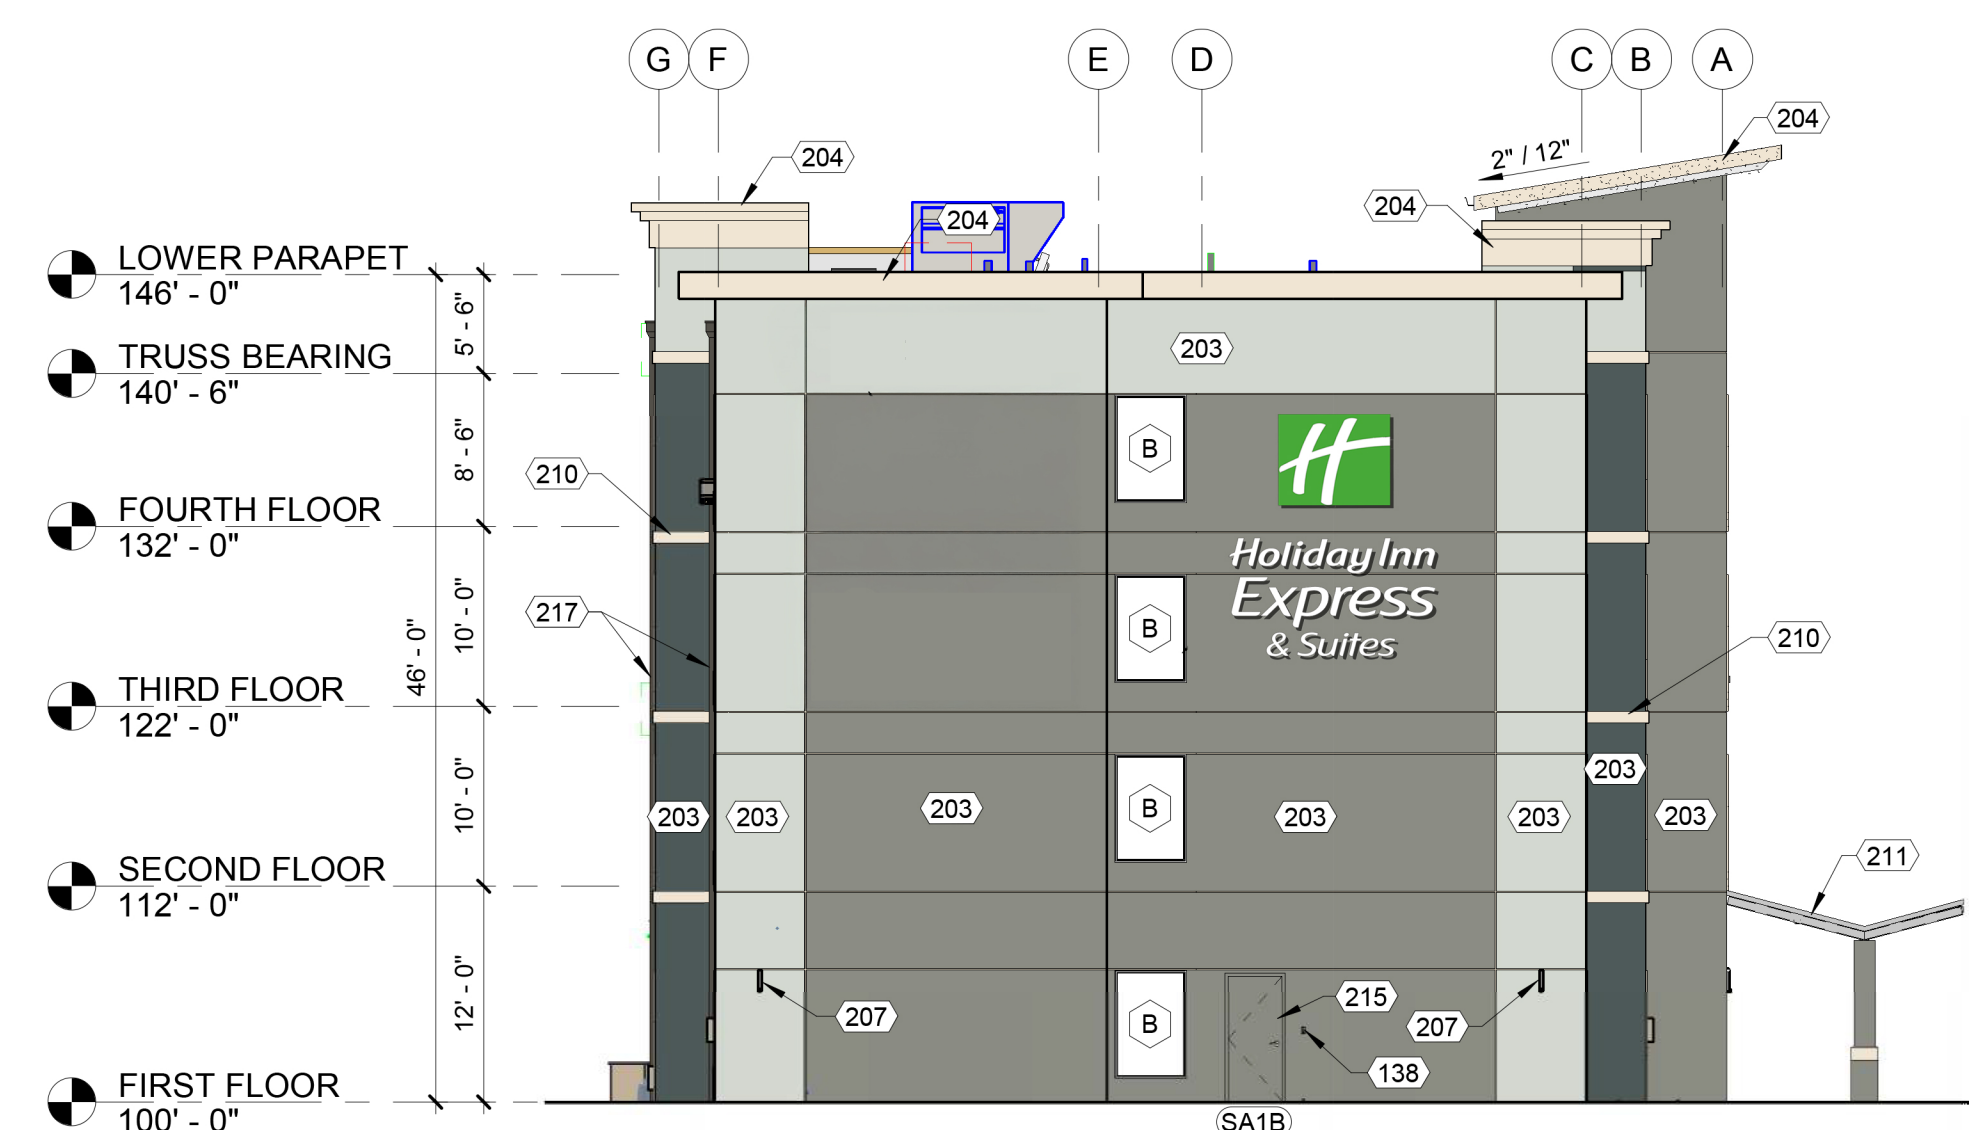 G F E D C B A
204
204
2" / 12"
204
204
LOWER PARAPET
146' - 0"
5' - 6"
203
TRUSS BEARING
140' - 6"
8' - 6"
B
210
FOURTH FLOOR
132' - 0"
Holiday Inn
Express
& Suites
10' - 0"
46' - 0"
217
B
210
THIRD FLOOR
122' - 0"
10' - 0"
203
203
203
203
B
203
203
203
SECOND FLOOR
112' - 0"
211
12' - 0"
207
B
215
207
138
FIRST FLOOR
100' - 0"
SA1B